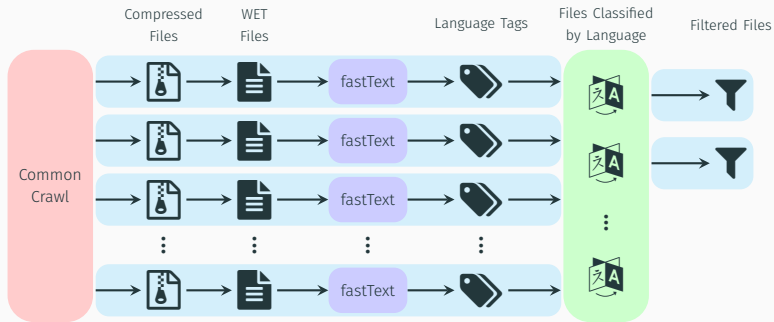 Compressed
Files
WET
Files
Language Tags
Files Classified
by Language
Filtered Files
Common
Crawl
fastText
fastText
fastText
fastText